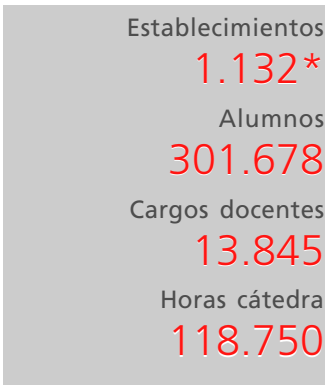 Establecimientos
1.132*
Alumnos
301.678
Cargos docentes
13.845
Horas cátedra
118.750